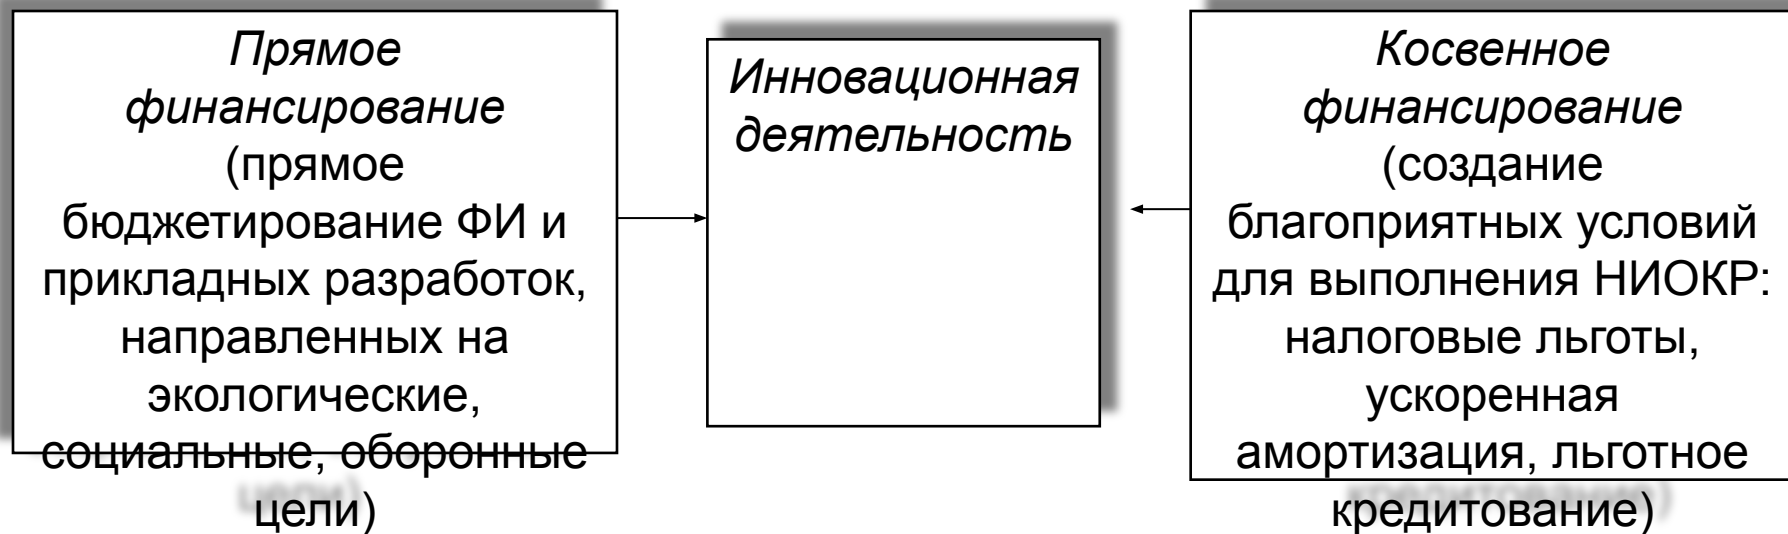 Прямое
финансирование
(прямое
бюджетирование ФИ и
прикладных разработок,
направленных на
экологические,
социальные, оборонные
цели)
Инновационная
деятельность
Косвенное
финансирование
(создание
благоприятных условий
для выполнения НИОКР:
налоговые льготы,
ускоренная
амортизация, льготное
кредитование)